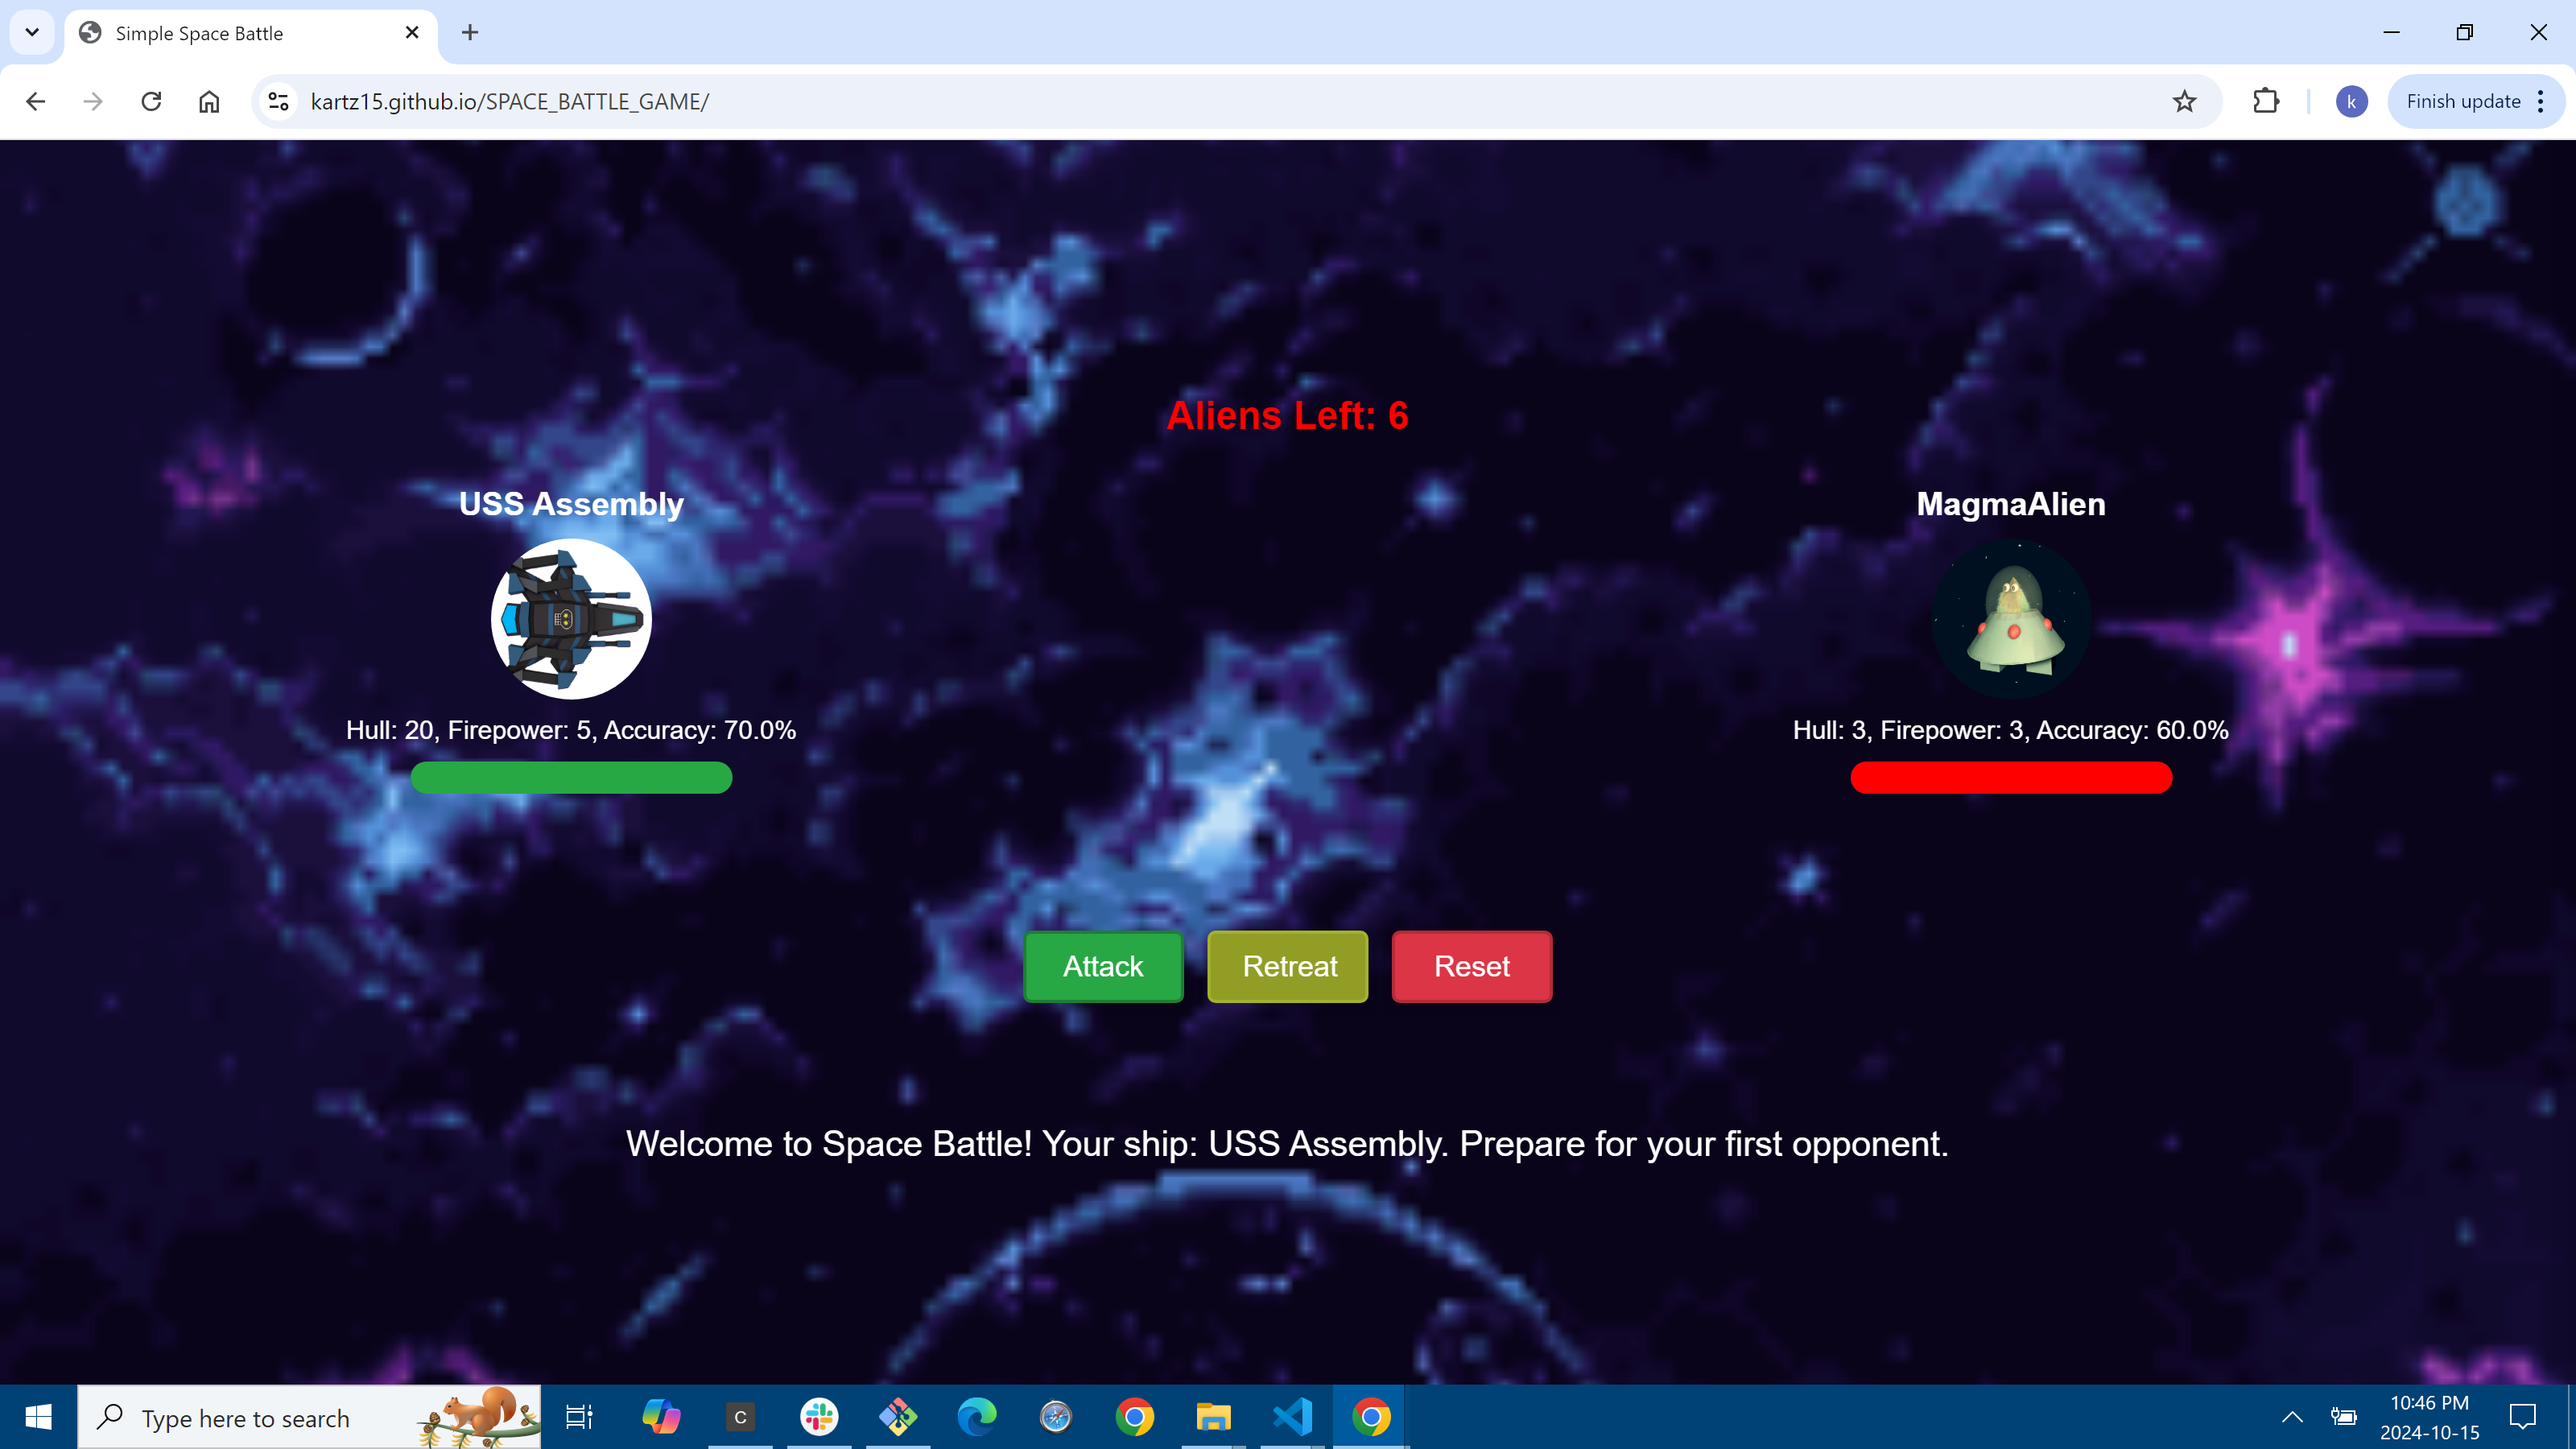 Simple Space Battle
kartz15.github.io/SPACE_BATTLE_GAME/
k
Finish update
Aliens Left: 6
USS Assembly
MagmaAlien
Hull: 20, Firepower: 5, Accuracy: 70.0%
Hull: 3, Firepower: 3, Accuracy: 60.0%
Attack
Retreat
Reset
Welcome to Space Battle! Your ship: USS Assembly. Prepare for your first opponent.
Type here to search
C
10:46 PM
2024-10-15